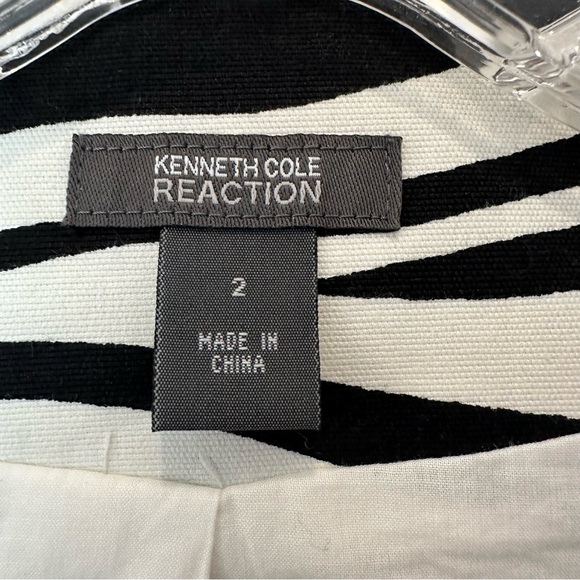 KENNETH COLE
REACTION
2
MADE IN
CHINA